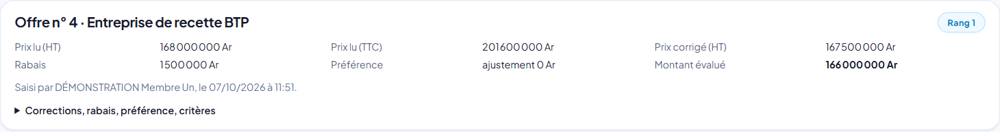 Offre n° 4 · Entreprise de recette BTP Rang 1
Prix lu (HT) 168 000 000 Ar Prix lu (TTC) 201 600 000 Ar Prix corrigé (HT) 167 500 000 Ar
Rabais 1 500 000 Ar Préférence ajustement 0 Ar Montant évalué 166 000 000 Ar
Saisi par DÉMONSTRATION Membre Un, le 07/10/2026 à 11:51.
▶ Corrections, rabais, préférence, critères